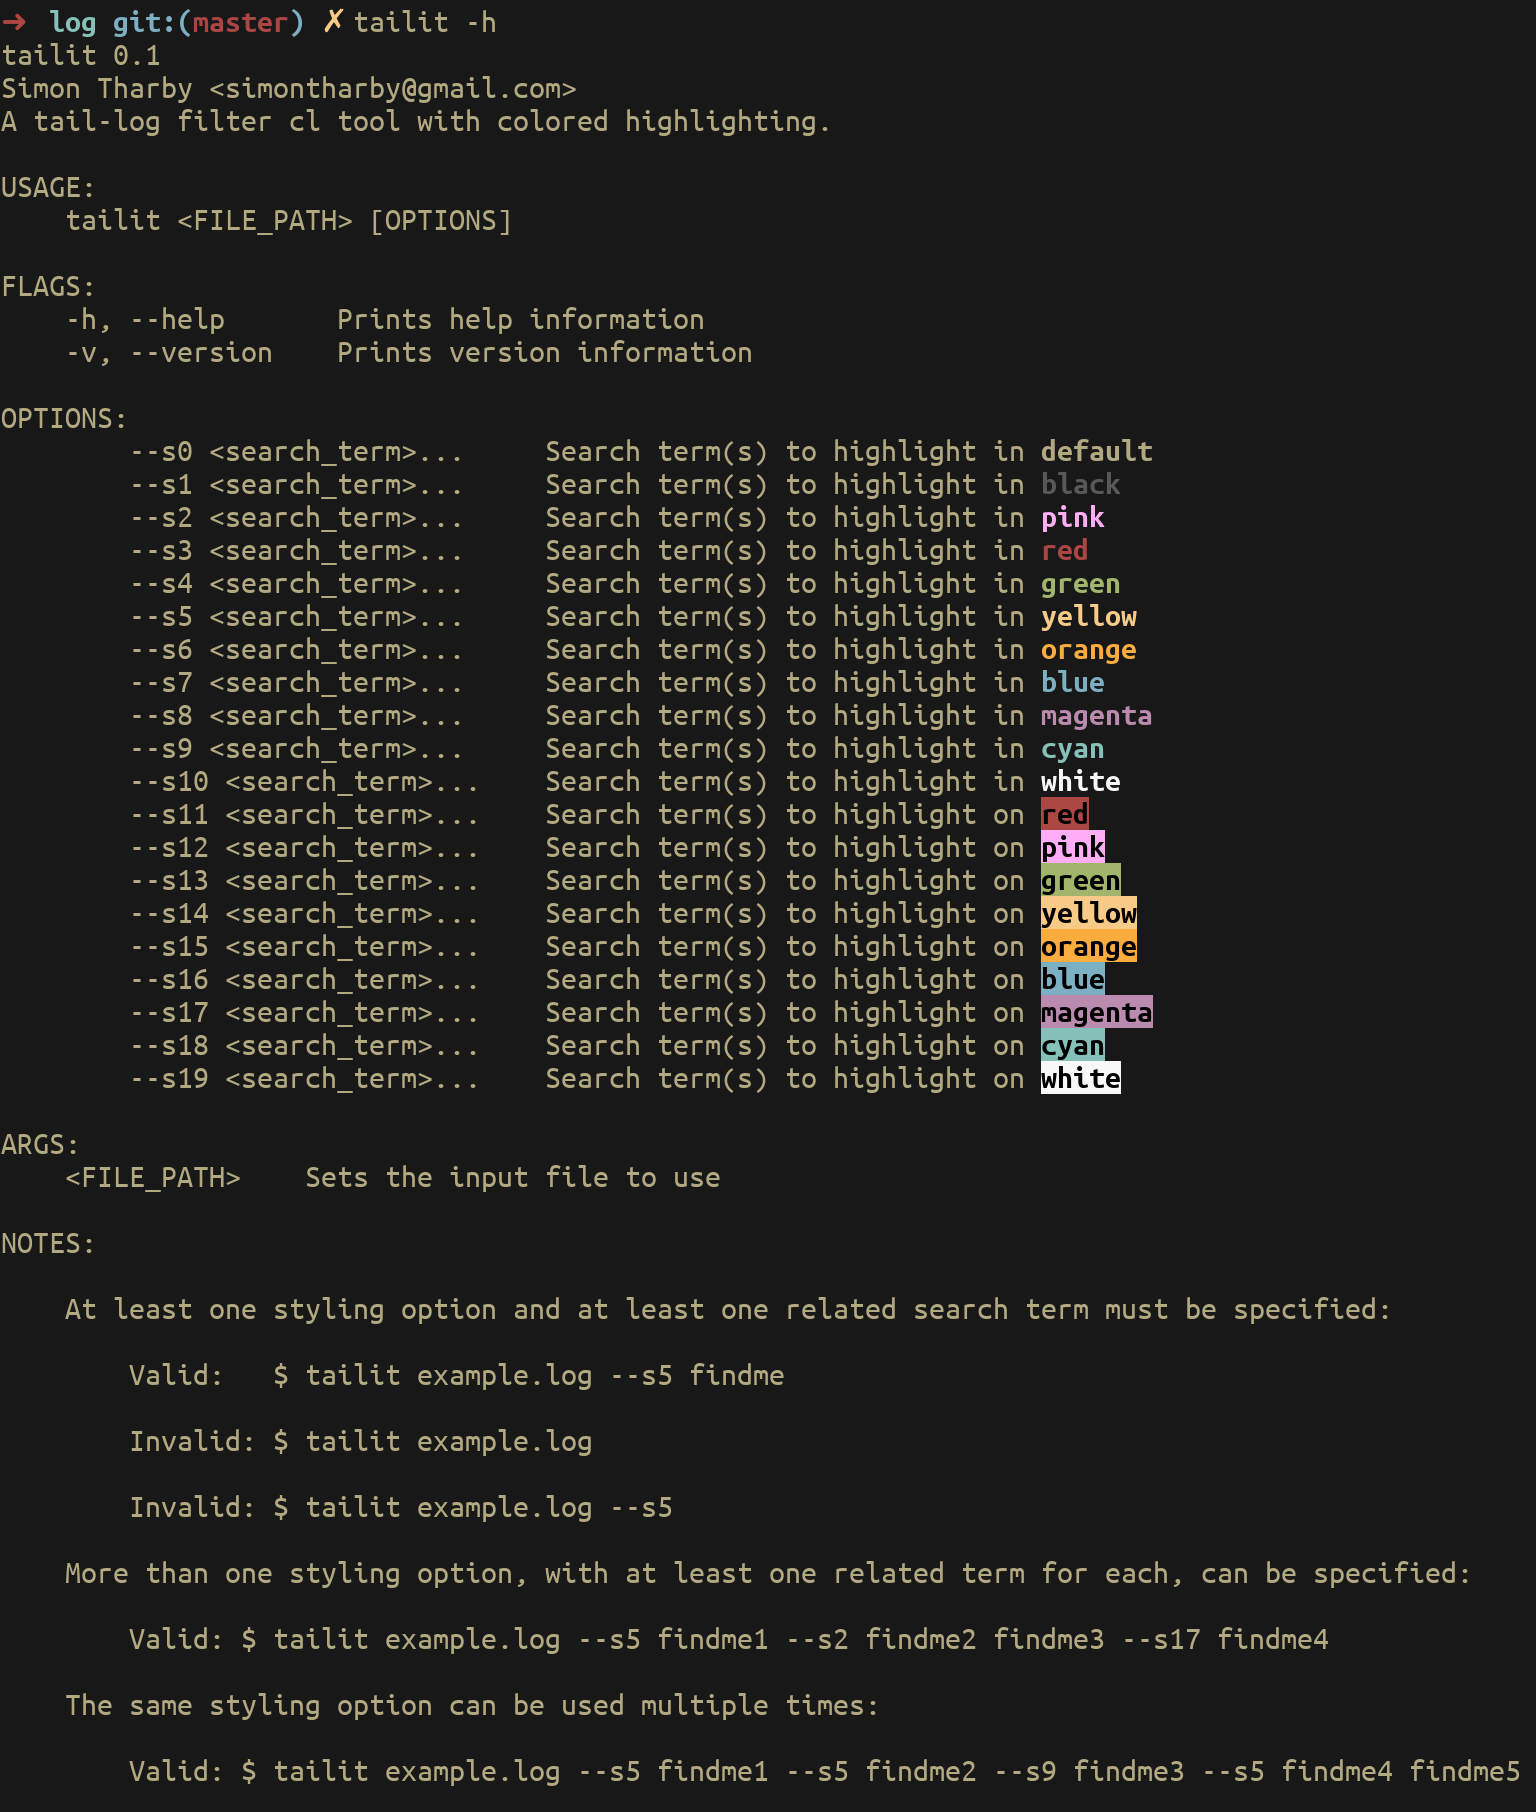 ➜  log git:(master) ✗ tailit -h
tailit 0.1
Simon Tharby <simontharby@gmail.com>
A tail-log filter cl tool with colored highlighting.

USAGE:
    tailit <FILE_PATH> [OPTIONS]

FLAGS:
    -h, --help       Prints help information
    -v, --version    Prints version information

OPTIONS:
        --s0 <search_term>...     Search term(s) to highlight in default
        --s1 <search_term>...     Search term(s) to highlight in black
        --s2 <search_term>...     Search term(s) to highlight in pink
        --s3 <search_term>...     Search term(s) to highlight in red
        --s4 <search_term>...     Search term(s) to highlight in green
        --s5 <search_term>...     Search term(s) to highlight in yellow
        --s6 <search_term>...     Search term(s) to highlight in orange
        --s7 <search_term>...     Search term(s) to highlight in blue
        --s8 <search_term>...     Search term(s) to highlight in magenta
        --s9 <search_term>...     Search term(s) to highlight in cyan
        --s10 <search_term>...    Search term(s) to highlight in white
        --s11 <search_term>...    Search term(s) to highlight on red
        --s12 <search_term>...    Search term(s) to highlight on pink
        --s13 <search_term>...    Search term(s) to highlight on green
        --s14 <search_term>...    Search term(s) to highlight on yellow
        --s15 <search_term>...    Search term(s) to highlight on orange
        --s16 <search_term>...    Search term(s) to highlight on blue
        --s17 <search_term>...    Search term(s) to highlight on magenta
        --s18 <search_term>...    Search term(s) to highlight on cyan
        --s19 <search_term>...    Search term(s) to highlight on white

ARGS:
    <FILE_PATH>    Sets the input file to use

NOTES:

    At least one styling option and at least one related search term must be specified:

        Valid:   $ tailit example.log --s5 findme

        Invalid: $ tailit example.log

        Invalid: $ tailit example.log --s5

    More than one styling option, with at least one related term for each, can be specified:

        Valid: $ tailit example.log --s5 findme1 --s2 findme2 findme3 --s17 findme4

    The same styling option can be used multiple times:

        Valid: $ tailit example.log --s5 findme1 --s5 findme2 --s9 findme3 --s5 findme4 findme5